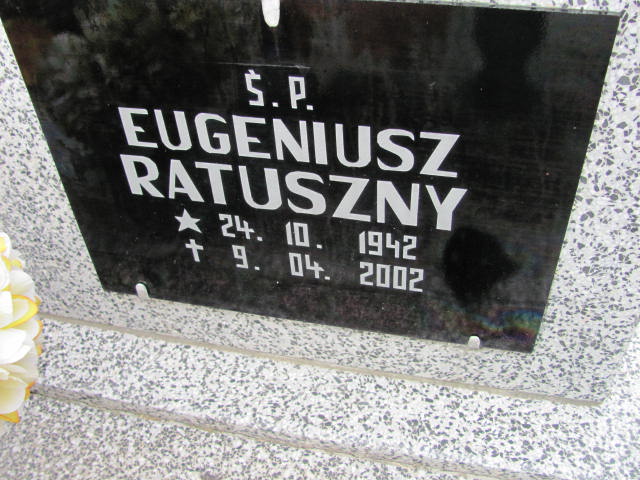 Ś. P.
EUGENIUSZ
RATUSZNY
★ 24. 10. 1942
✝ 9. 04. 2002